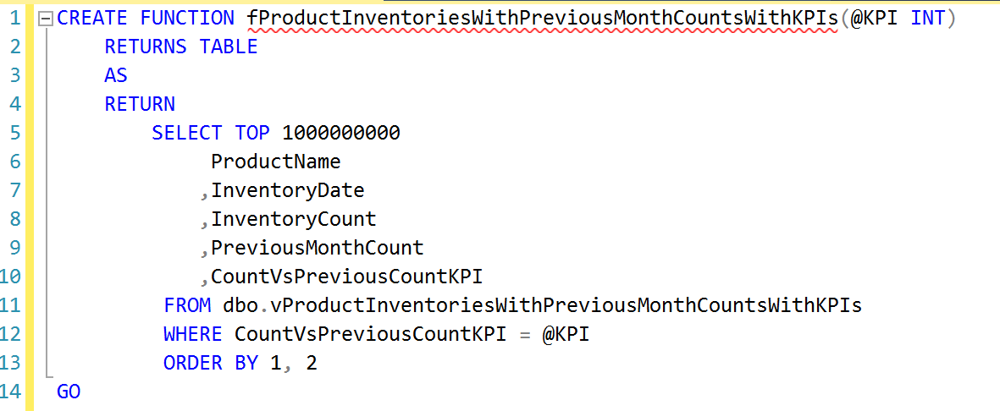 1 CREATE FUNCTION fProductInventoriesWithPreviousMonthCountsWithKPIs(@KPI INT)
2 RETURNS TABLE
3 AS
4 RETURN
5 SELECT TOP 1000000000
6 ProductName
7 ,InventoryDate
8 ,InventoryCount
9 ,PreviousMonthCount
10 ,CountVsPreviousCountKPI
11 FROM dbo.vProductInventoriesWithPreviousMonthCountsWithKPIs
12 WHERE CountVsPreviousCountKPI = @KPI
13 ORDER BY 1, 2
14 GO